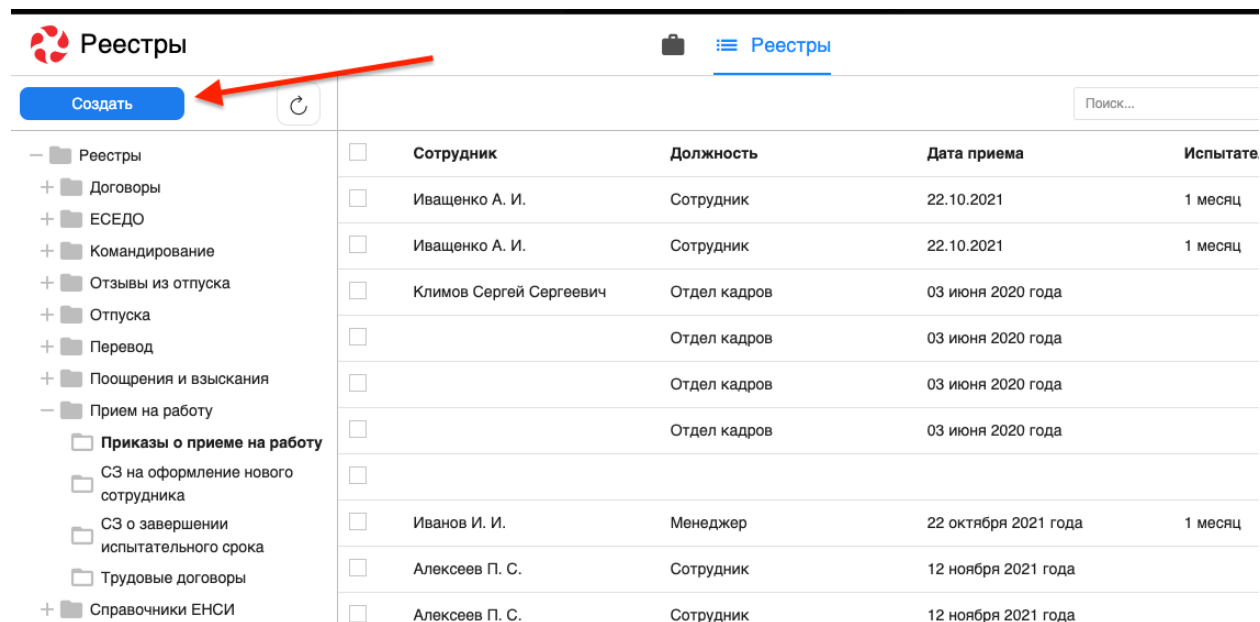 Реестры
Реестры
Создать
Поиск...
Реестры
Договоры
ЕСЕДО
Командирование
Отзывы из отпуска
Отпуска
Перевод
Поощрения и взыскания
Прием на работу
Приказы о приеме на работу
СЗ на оформление нового
сотрудника
СЗ о завершении
испытательного срока
Трудовые договоры
Справочники ЕНСИ
Сотрудник Должность Дата приема Испытате
Иващенко А. И. Сотрудник 22.10.2021 1 месяц
Иващенко А. И. Сотрудник 22.10.2021 1 месяц
Климов Сергей Сергеевич Отдел кадров 03 июня 2020 года
Отдел кадров 03 июня 2020 года
Отдел кадров 03 июня 2020 года
Отдел кадров 03 июня 2020 года
Иванов И. И. Менеджер 22 октября 2021 года 1 месяц
Алексеев П. С. Сотрудник 12 ноября 2021 года
Алексеев П. С. Сотрудник 12 ноября 2021 года